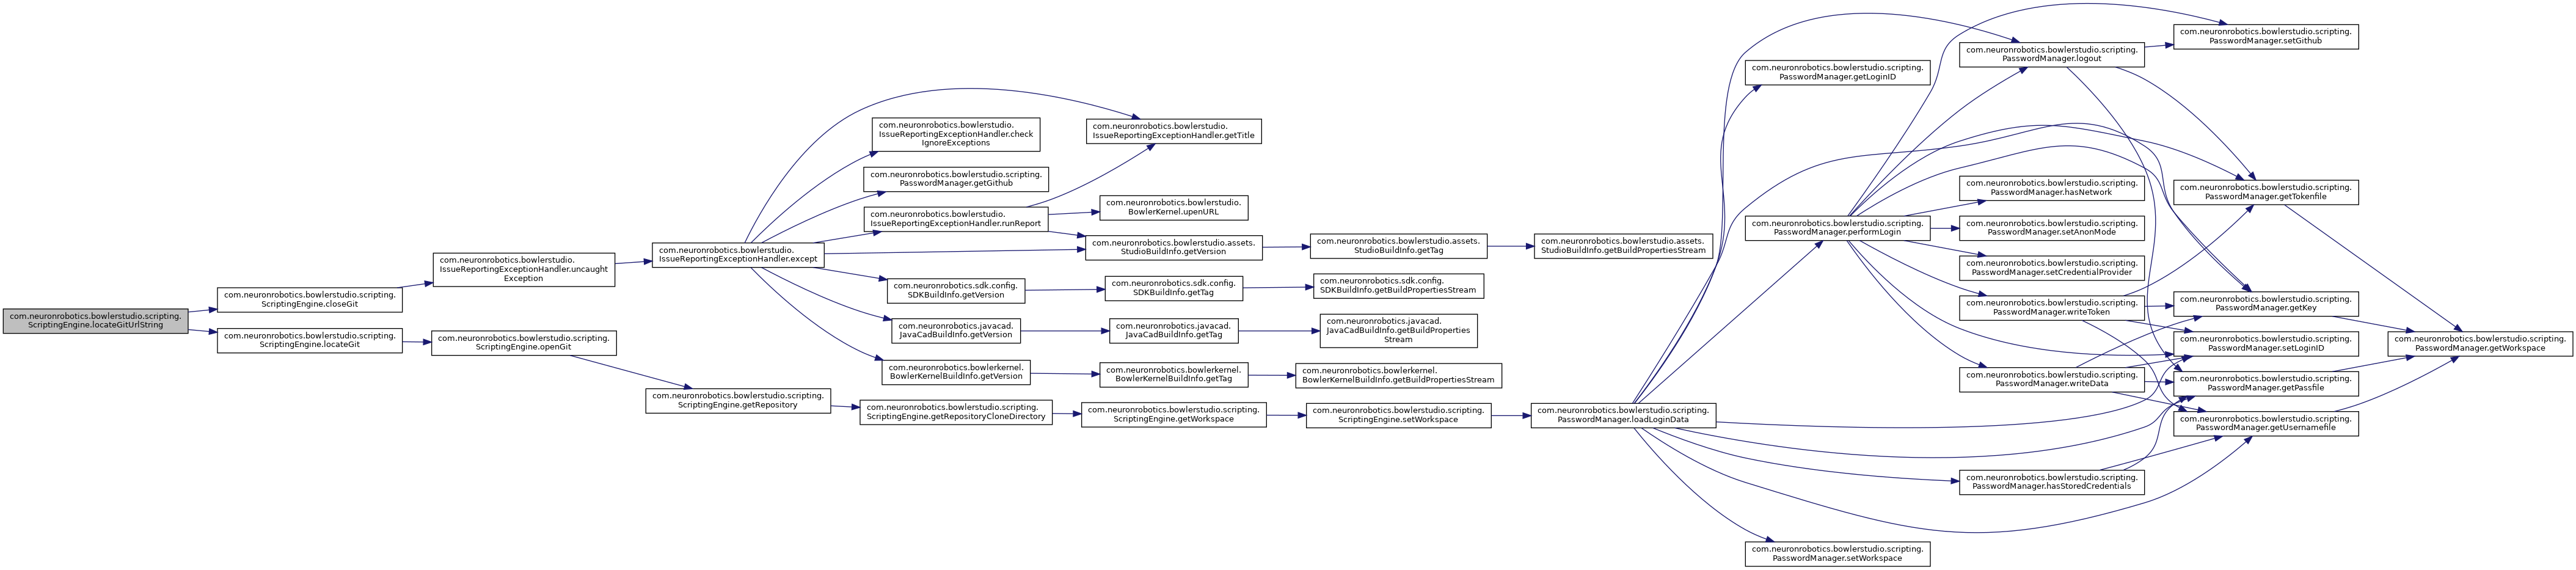 com.neuronrobotics.bowlerstudio.scripting.
ScriptingEngine.locateGitUrlString
com.neuronrobotics.bowlerstudio.scripting.
ScriptingEngine.closeGit
com.neuronrobotics.bowlerstudio.scripting.
ScriptingEngine.locateGit
com.neuronrobotics.bowlerstudio.
IssueReportingExceptionHandler.uncaught
Exception
com.neuronrobotics.bowlerstudio.scripting.
ScriptingEngine.openGit
com.neuronrobotics.bowlerstudio.
IssueReportingExceptionHandler.except
com.neuronrobotics.bowlerstudio.scripting.
ScriptingEngine.getRepository
com.neuronrobotics.bowlerstudio.
IssueReportingExceptionHandler.check
IgnoreExceptions
com.neuronrobotics.bowlerstudio.scripting.
PasswordManager.getGithub
com.neuronrobotics.bowlerstudio.
IssueReportingExceptionHandler.runReport
com.neuronrobotics.sdk.config.
SDKBuildInfo.getVersion
com.neuronrobotics.javacad.
JavaCadBuildInfo.getVersion
com.neuronrobotics.bowlerkernel.
BowlerKernelBuildInfo.getVersion
com.neuronrobotics.bowlerstudio.scripting.
ScriptingEngine.getRepositoryCloneDirectory
com.neuronrobotics.bowlerstudio.
IssueReportingExceptionHandler.getTitle
com.neuronrobotics.bowlerstudio.
BowlerKernel.upenURL
com.neuronrobotics.bowlerstudio.assets.
StudioBuildInfo.getVersion
com.neuronrobotics.sdk.config.
SDKBuildInfo.getTag
com.neuronrobotics.javacad.
JavaCadBuildInfo.getTag
com.neuronrobotics.bowlerkernel.
BowlerKernelBuildInfo.getTag
com.neuronrobotics.bowlerstudio.scripting.
ScriptingEngine.getWorkspace
com.neuronrobotics.bowlerstudio.assets.
StudioBuildInfo.getTag
com.neuronrobotics.sdk.config.
SDKBuildInfo.getBuildPropertiesStream
com.neuronrobotics.javacad.
JavaCadBuildInfo.getBuildProperties
Stream
com.neuronrobotics.bowlerkernel.
BowlerKernelBuildInfo.getBuildPropertiesStream
com.neuronrobotics.bowlerstudio.scripting.
ScriptingEngine.setWorkspace
com.neuronrobotics.bowlerstudio.assets.
StudioBuildInfo.getBuildPropertiesStream
com.neuronrobotics.bowlerstudio.scripting.
PasswordManager.loadLoginData
com.neuronrobotics.bowlerstudio.scripting.
PasswordManager.getLoginID
com.neuronrobotics.bowlerstudio.scripting.
PasswordManager.performLogin
com.neuronrobotics.bowlerstudio.scripting.
PasswordManager.setWorkspace
com.neuronrobotics.bowlerstudio.scripting.
PasswordManager.logout
com.neuronrobotics.bowlerstudio.scripting.
PasswordManager.hasNetwork
com.neuronrobotics.bowlerstudio.scripting.
PasswordManager.setAnonMode
com.neuronrobotics.bowlerstudio.scripting.
PasswordManager.setCredentialProvider
com.neuronrobotics.bowlerstudio.scripting.
PasswordManager.writeToken
com.neuronrobotics.bowlerstudio.scripting.
PasswordManager.writeData
com.neuronrobotics.bowlerstudio.scripting.
PasswordManager.hasStoredCredentials
com.neuronrobotics.bowlerstudio.scripting.
PasswordManager.setGithub
com.neuronrobotics.bowlerstudio.scripting.
PasswordManager.getTokenfile
com.neuronrobotics.bowlerstudio.scripting.
PasswordManager.getKey
com.neuronrobotics.bowlerstudio.scripting.
PasswordManager.setLoginID
com.neuronrobotics.bowlerstudio.scripting.
PasswordManager.getPassfile
com.neuronrobotics.bowlerstudio.scripting.
PasswordManager.getUsernamefile
com.neuronrobotics.bowlerstudio.scripting.
PasswordManager.getWorkspace